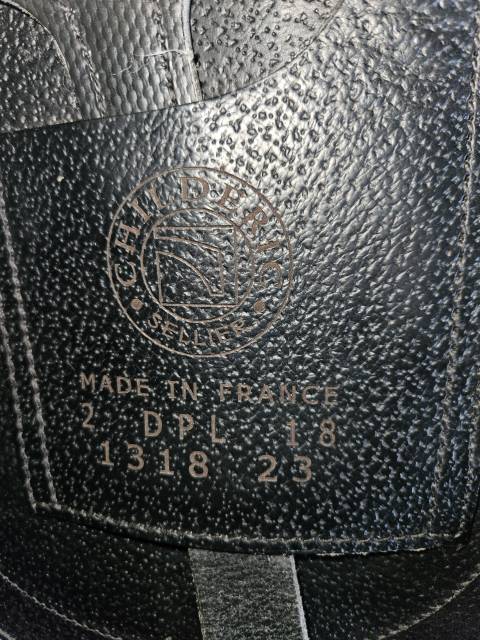 CHILDERIC
SELLIER
MADE IN FRANCE
2 DPL 18
1318 23